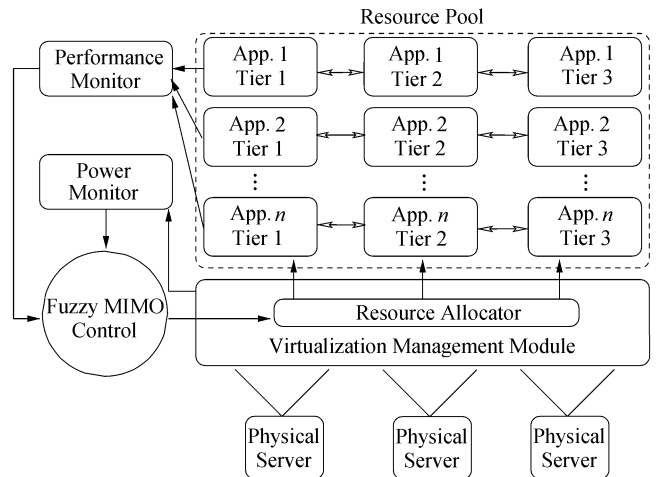 Resource Pool
Performance
Monitor
App. 1
Tier 1
App. 1
Tier 2
App. 1
Tier 3
App. 2
Tier 1
App. 2
Tier 2
App. 2
Tier 3
Power
Monitor
App. n
Tier 1
App. n
Tier 2
App. n
Tier 3
Fuzzy MIMO
Control
Resource Allocator
Virtualization Management Module
Physical
Server
Physical
Server
Physical
Server